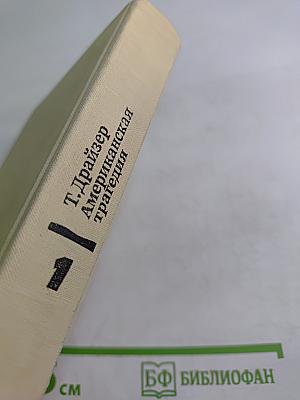 Т. Драйзер
Американская
трагедия
1
см
БФ БИБЛИОФАН